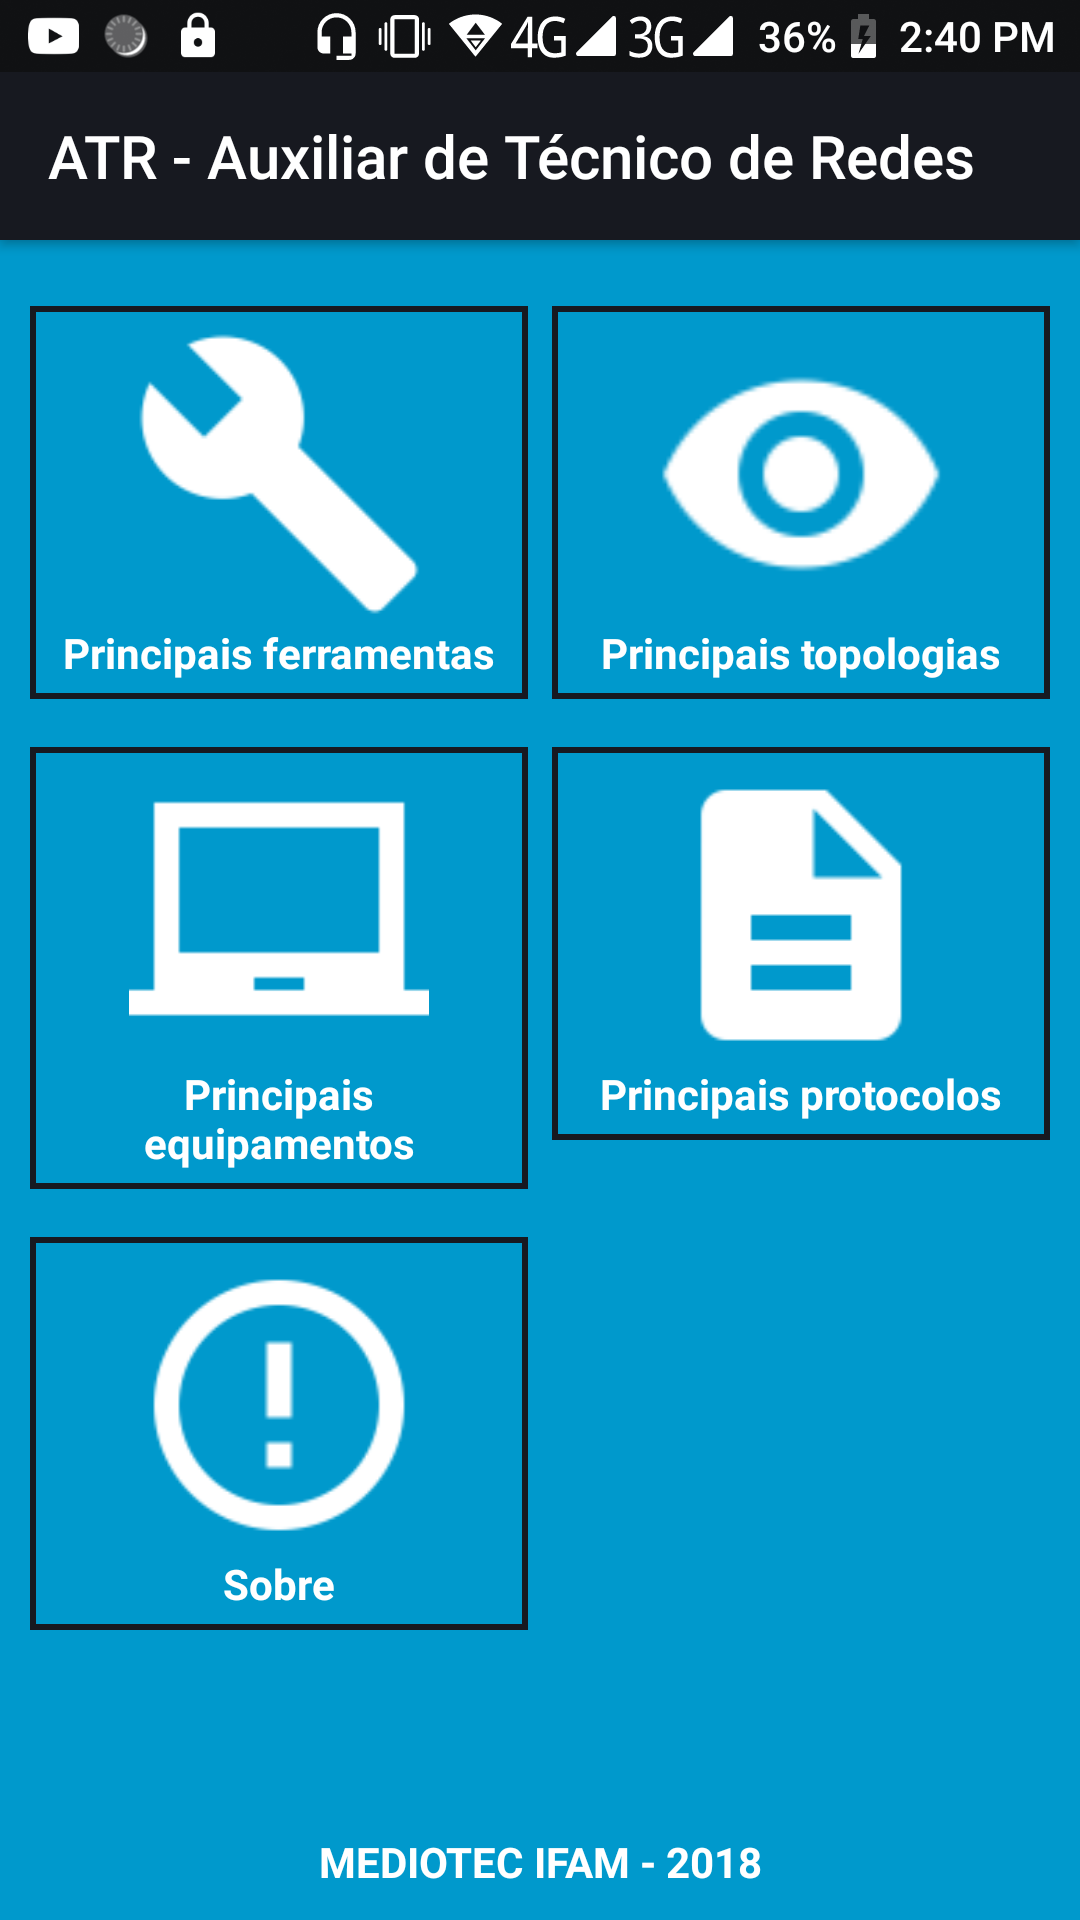 4G 3G 36% 2:40 PM
ATR - Auxiliar de Técnico de Redes
Principais ferramentas
Principais topologias
Principais
equipamentos
Principais protocolos
Sobre
MEDIOTEC IFAM - 2018